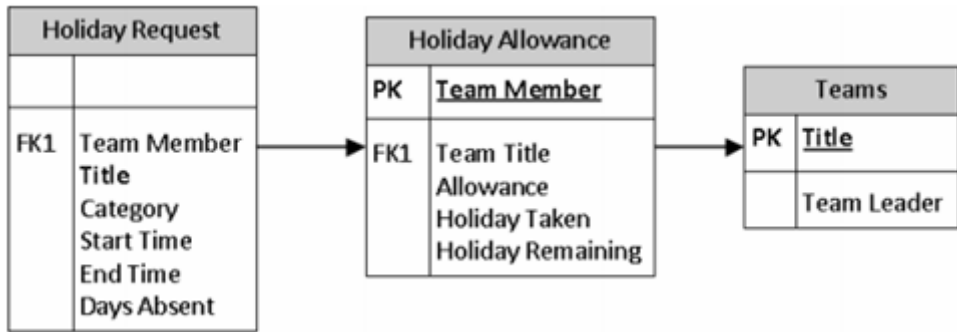 Holiday Request
FK1 Team Member
Title
Category
Start Time
End Time
Days Absent
Holiday Allowance
PK Team Member
FK1 Team Title
Allowance
Holiday Taken
Holiday Remaining
Teams
PK Title
Team Leader